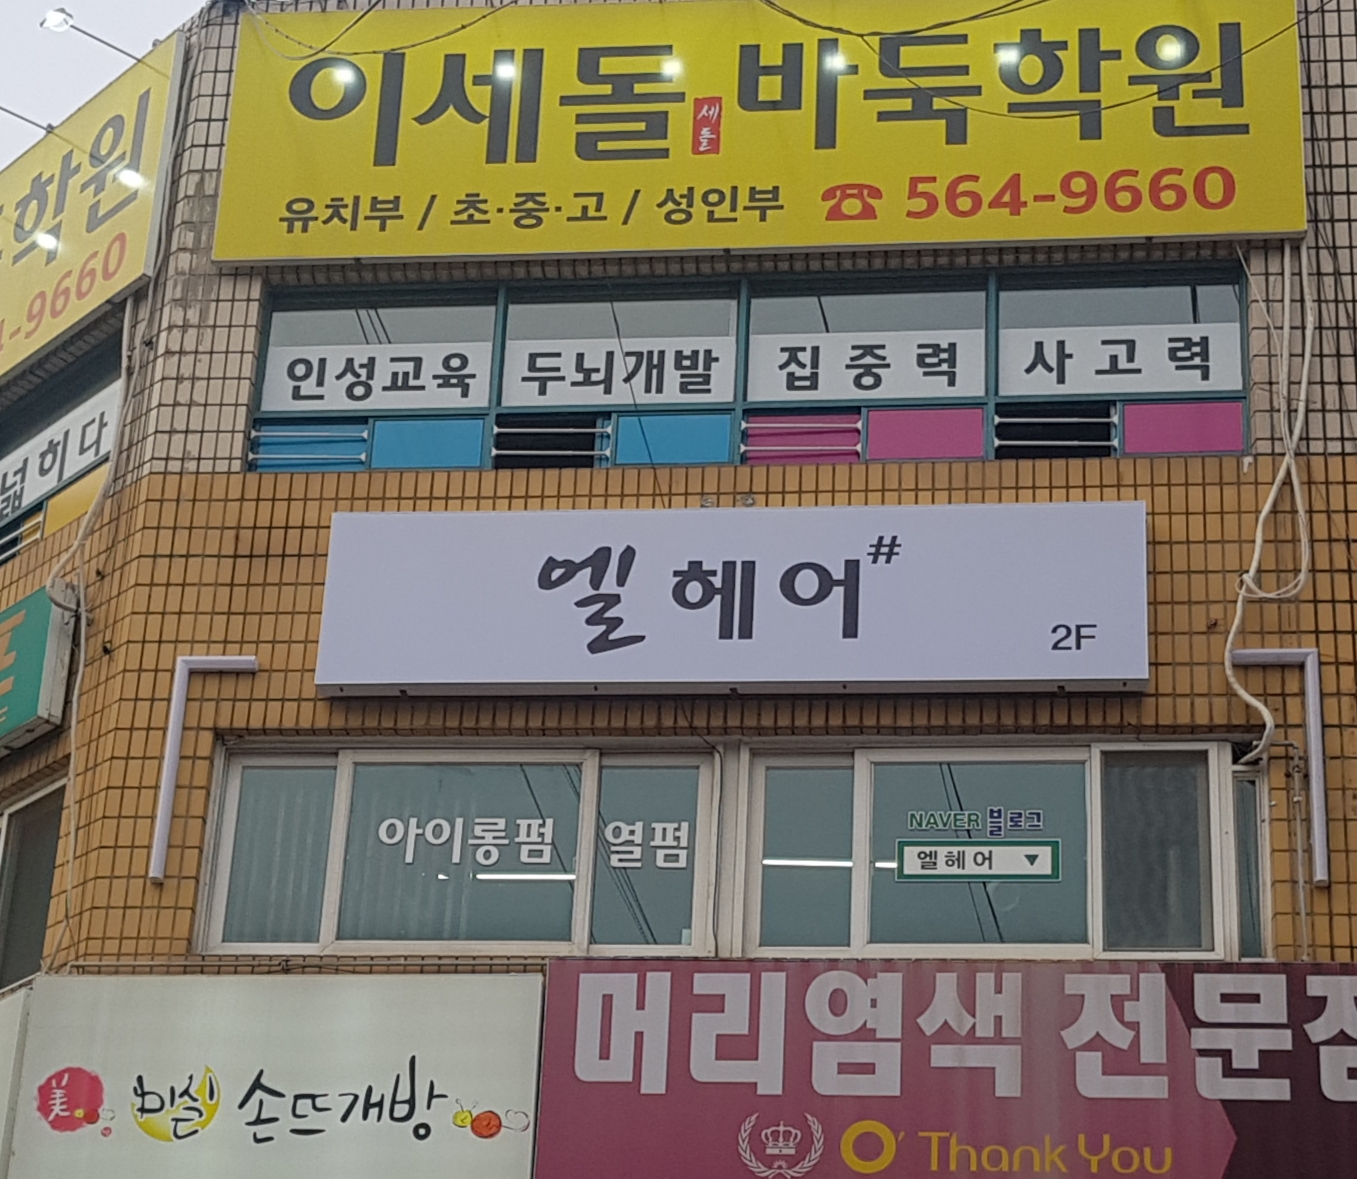 이세돌 세돌 바둑학원
유치부 / 초·중·고 / 성인부 ☎ 564-9660
학원
-9660
인성교육 두뇌개발 집중력 사고력
넓히다
엘 헤어#
2F
아이롱펌 열펌
NAVER 블로그
엘헤어 ▼
머리염색 전문점
美 미실 손뜨개방
O' Thank You